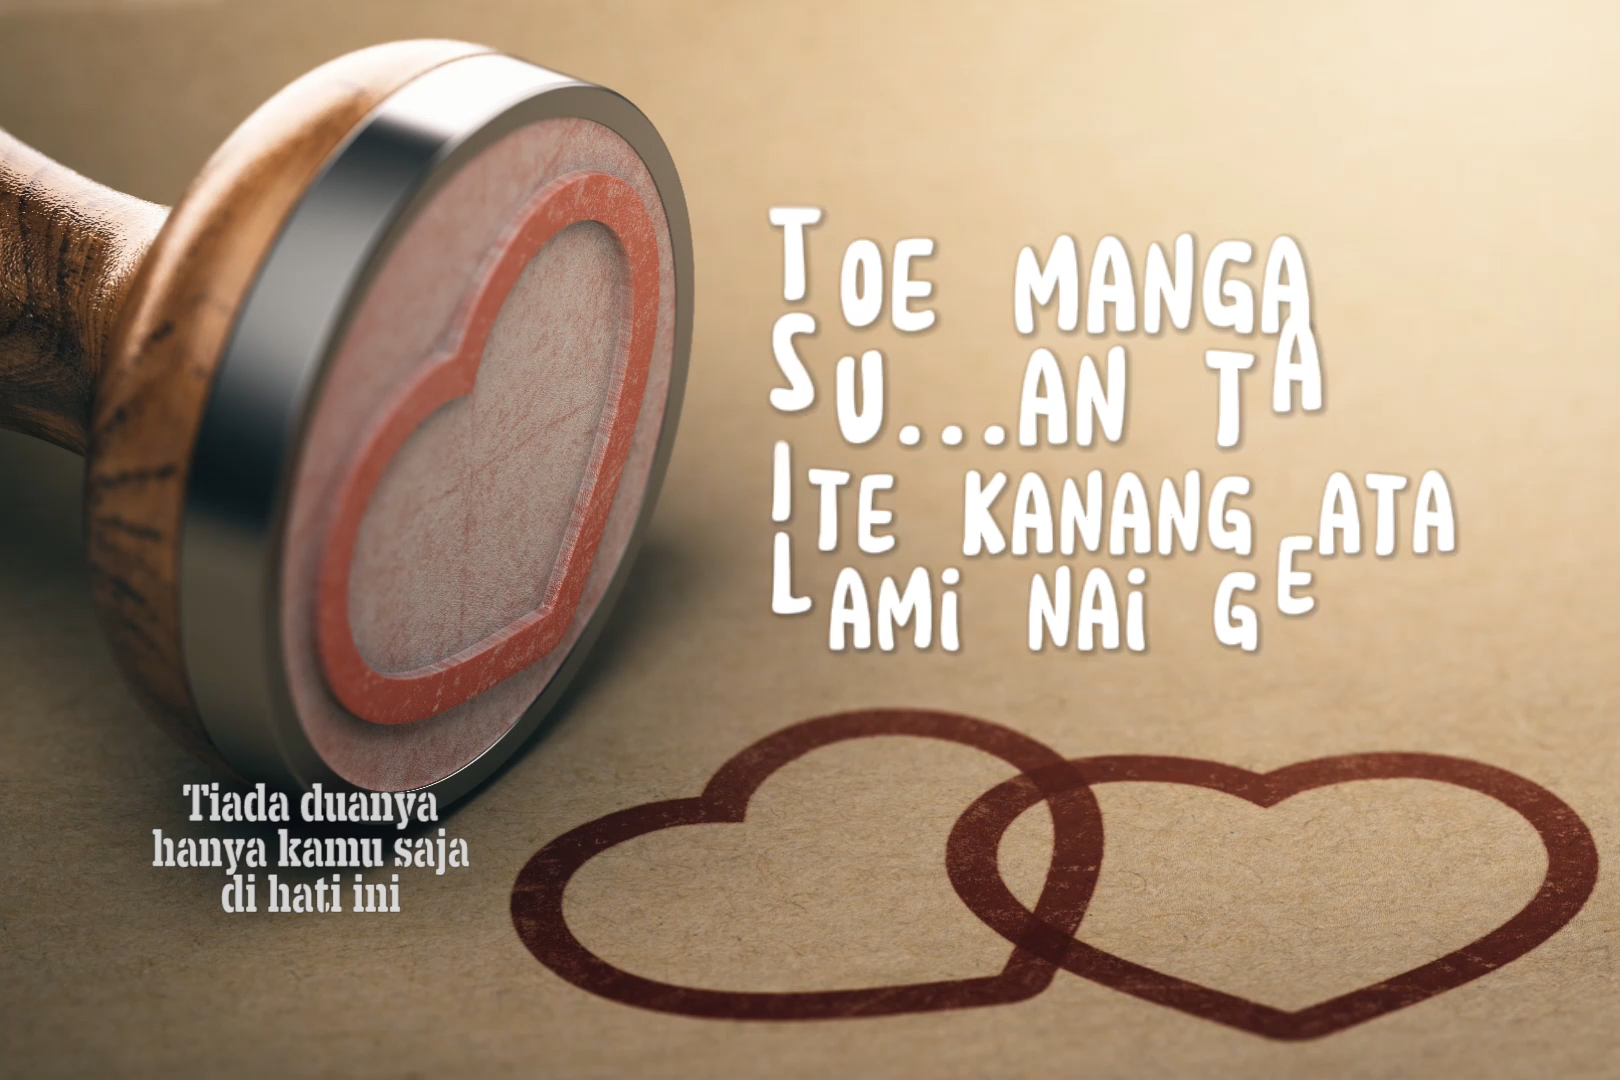 TOE MANGA
SU...AN TA
ITE KANANG ATA
LAMi NAi GE
Tiada duanya
hanya kamu saja
di hati ini